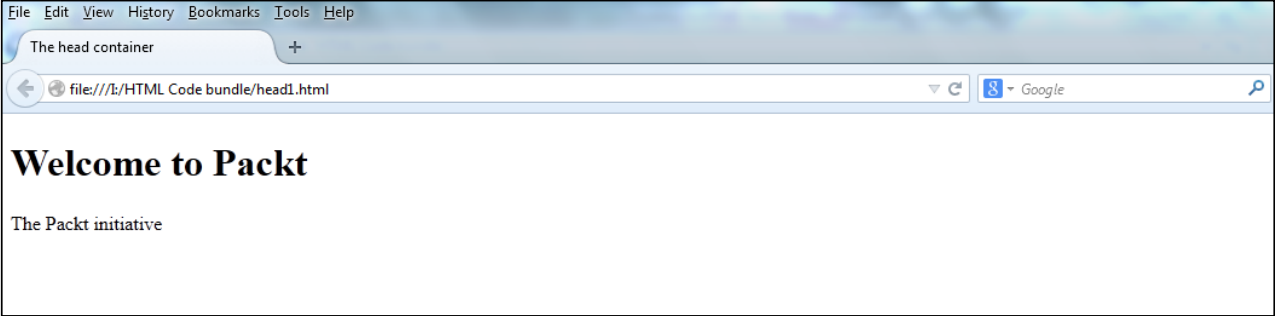 File Edit View History Bookmarks Tools Help
The head container +
file:///I:/HTML Code bundle/head1.html 8 Google
Welcome to Packt
The Packt initiative